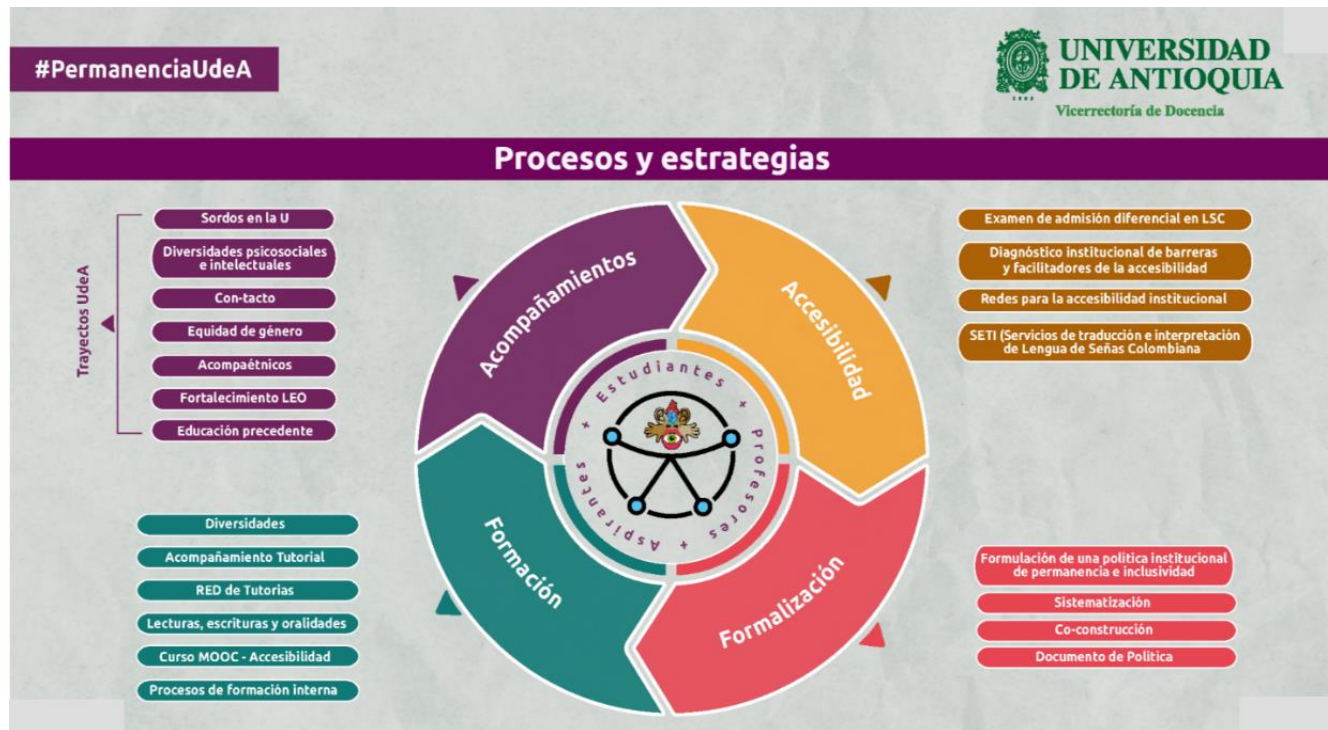 #PermanenciaUdeA
UNIVERSIDAD
DE ANTIOQUIA
1803
Vicerrectoría de Docencia
Procesos y estrategias
Trayectos UdeA
Sordos en la U
Diversidades psicosociales
e intelectuales
Con-tacto
Equidad de género
Acompaétnicos
Fortalecimiento LEO
Educación precedente
Acompañamientos
Accesibilidad
Examen de admisión diferencial en LSC
Diagnóstico institucional de barreras
y facilitadores de la accesibilidad
Redes para la accesibilidad institucional
SETI (Servicios de traducción e interpretación
de Lengua de Señas Colombiana
Estudiantes + Profesores + Aspirantes +
Formación
Diversidades
Acompañamiento Tutorial
RED de Tutorias
Lecturas, escrituras y oralidades
Curso MOOC - Accesibilidad
Procesos de formación interna
Formalización
Formulación de una política institucional
de permanencia e inclusividad
Sistematización
Co-construcción
Documento de Política